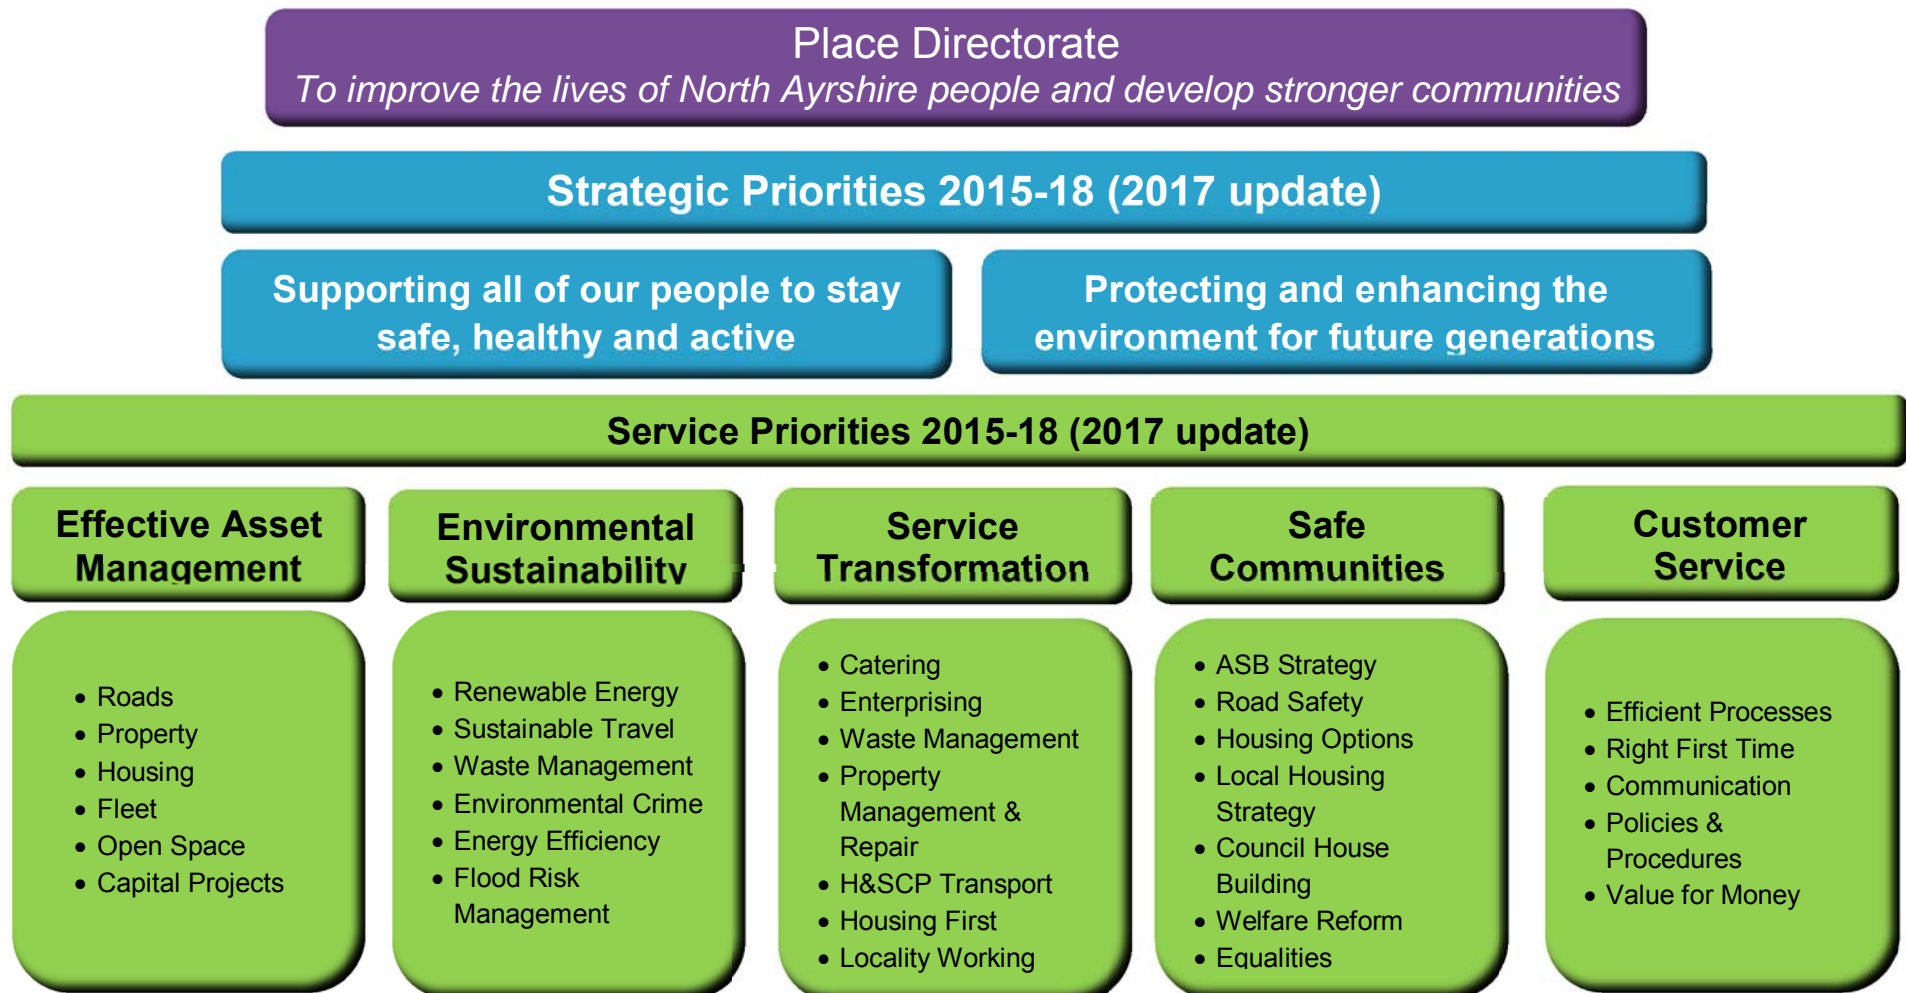 Place Directorate
To improve the lives of North Ayrshire people and develop stronger communities
Strategic Priorities 2015-18 (2017 update)
Supporting all of our people to stay
safe, healthy and active
Protecting and enhancing the
environment for future generations
Service Priorities 2015-18 (2017 update)
Effective Asset
Management
• Roads
• Property
• Housing
• Fleet
• Open Space
• Capital Projects
Environmental
Sustainability
• Renewable Energy
• Sustainable Travel
• Waste Management
• Environmental Crime
• Energy Efficiency
• Flood Risk
Management
Service
Transformation
• Catering
• Enterprising
• Waste Management
• Property
Management &
Repair
• H&SCP Transport
• Housing First
• Locality Working
Safe
Communities
• ASB Strategy
• Road Safety
• Housing Options
• Local Housing
Strategy
• Council House
Building
• Welfare Reform
• Equalities
Customer
Service
• Efficient Processes
• Right First Time
• Communication
• Policies &
Procedures
• Value for Money